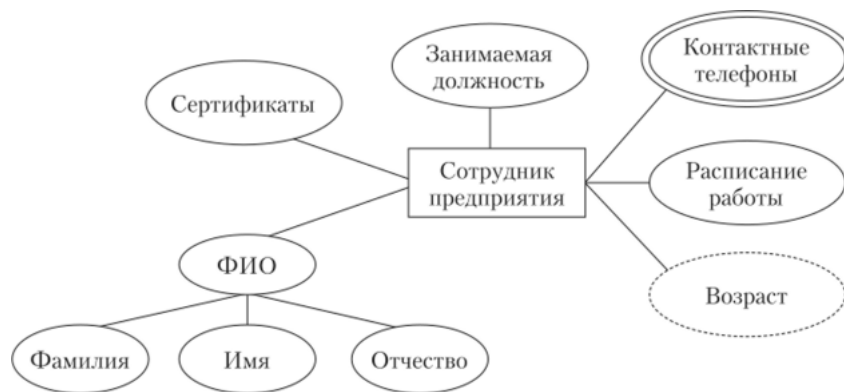 Занимаемая
должность
Контактные
телефоны
Сертификаты
Сотрудник
предприятия
Расписание
работы
ФИО
Возраст
Фамилия
Имя
Отчество